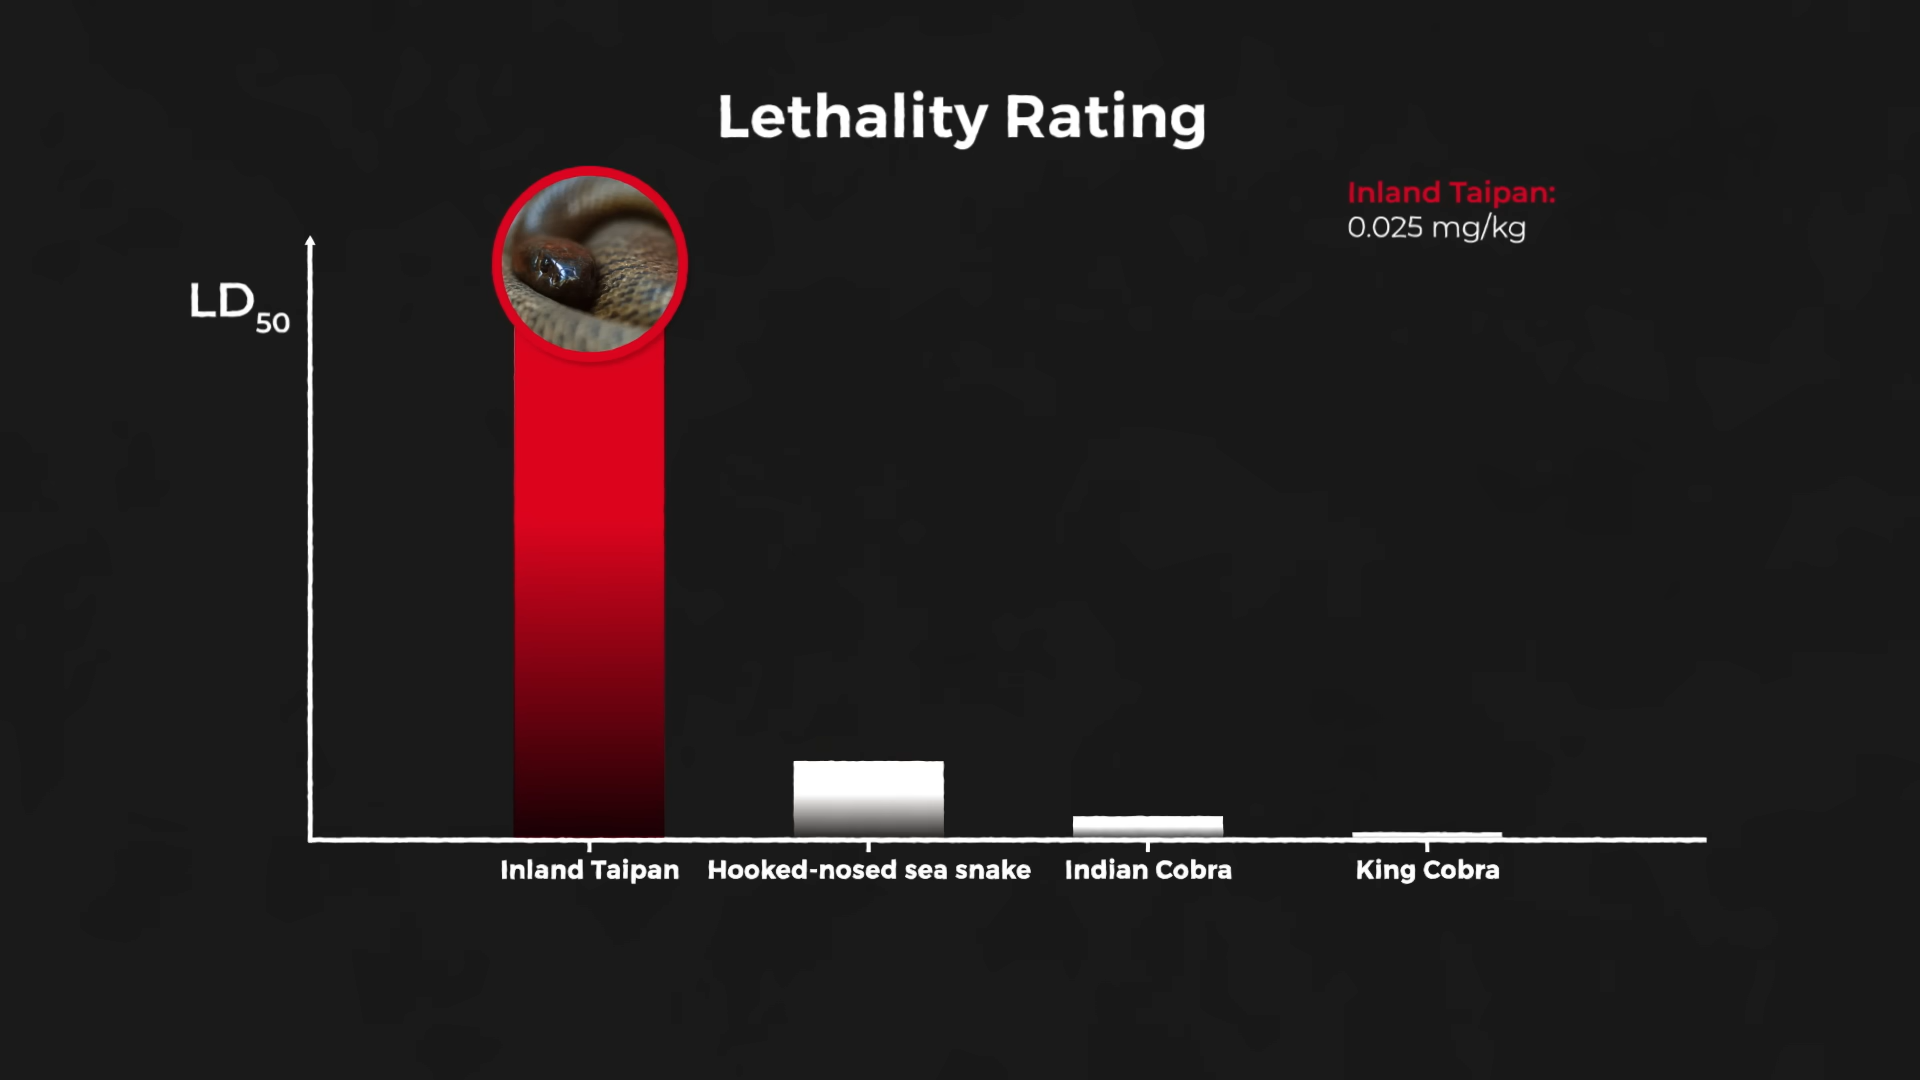 Lethality Rating
Inland Taipan:
0.025 mg/kg
LD50
Inland Taipan
Hooked-nosed sea snake
Indian Cobra
King Cobra